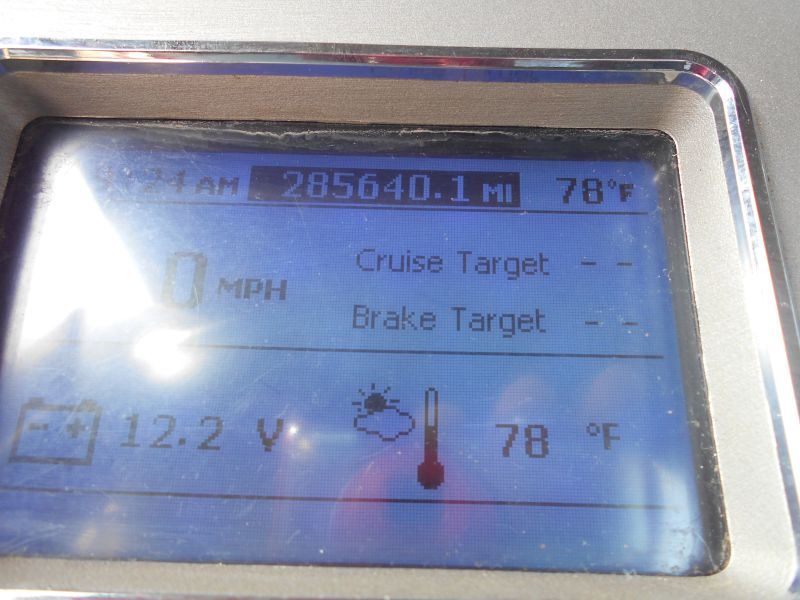 :24 AM 285640.1 MI 78°F
0 MPH
Cruise Target - -
Brake Target - -
- + 12.2 V 78 °F